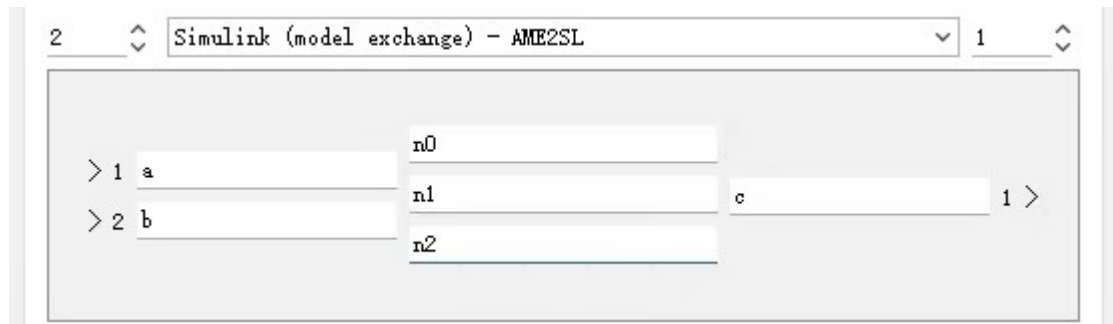 2 Simulink (model exchange) - AME2SL 1
n0
> 1 a
n1
c 1 >
> 2 b
n2